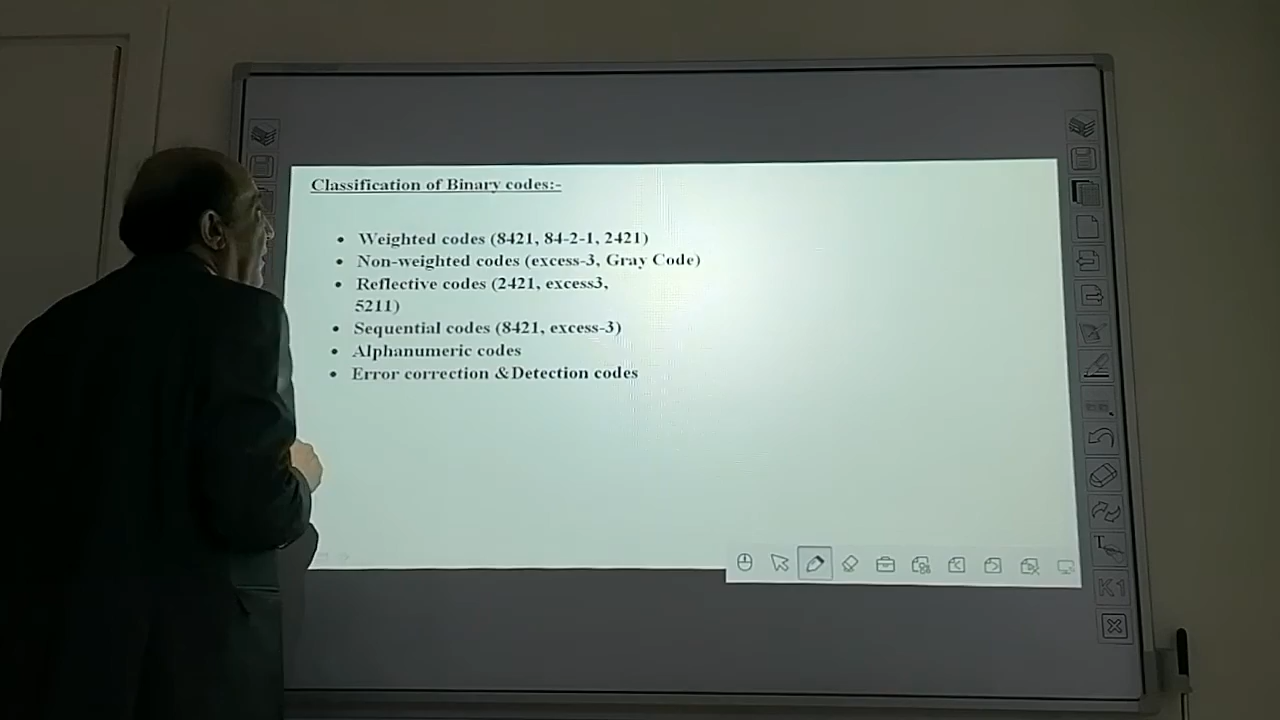 Classification of Binary codes:-
• Weighted codes (8421, 84-2-1, 2421)
• Non-weighted codes (excess-3, Gray Code)
• Reflective codes (2421, excess3,
5211)
• Sequential codes (8421, excess-3)
• Alphanumeric codes
• Error correction &Detection codes
T
K1